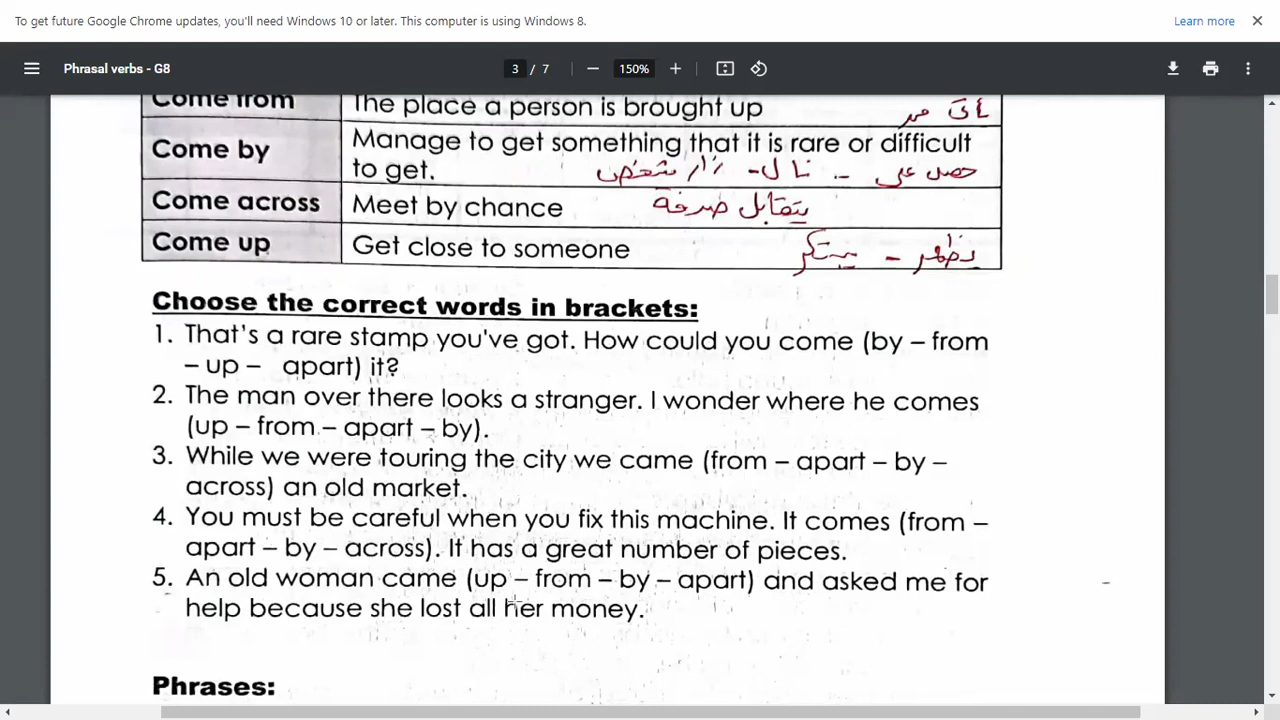 To get future Google Chrome updates, you'll need Windows 10 or later. This computer is using Windows 8.
Learn more
Phrasal verbs - G8
3 / 7
150%
Come from
The place a person is brought up
Come by
Manage to get something that it is rare or difficult
to get.
حصل على - نال -
Come across
Meet by chance
يتقابل صدفة
Come up
Get close to someone
يظهر -
Choose the correct words in brackets:
1. That's a rare stamp you've got. How could you come (by – from
– up – apart) it?
2. The man over there looks a stranger. I wonder where he comes
(up – from – apart – by).
3. While we were touring the city we came (from – apart – by –
across) an old market.
4. You must be careful when you fix this machine. It comes (from –
apart – by – across). It has a great number of pieces.
5. An old woman came (up – from – by – apart) and asked me for
help because she lost all her money.
Phrases: